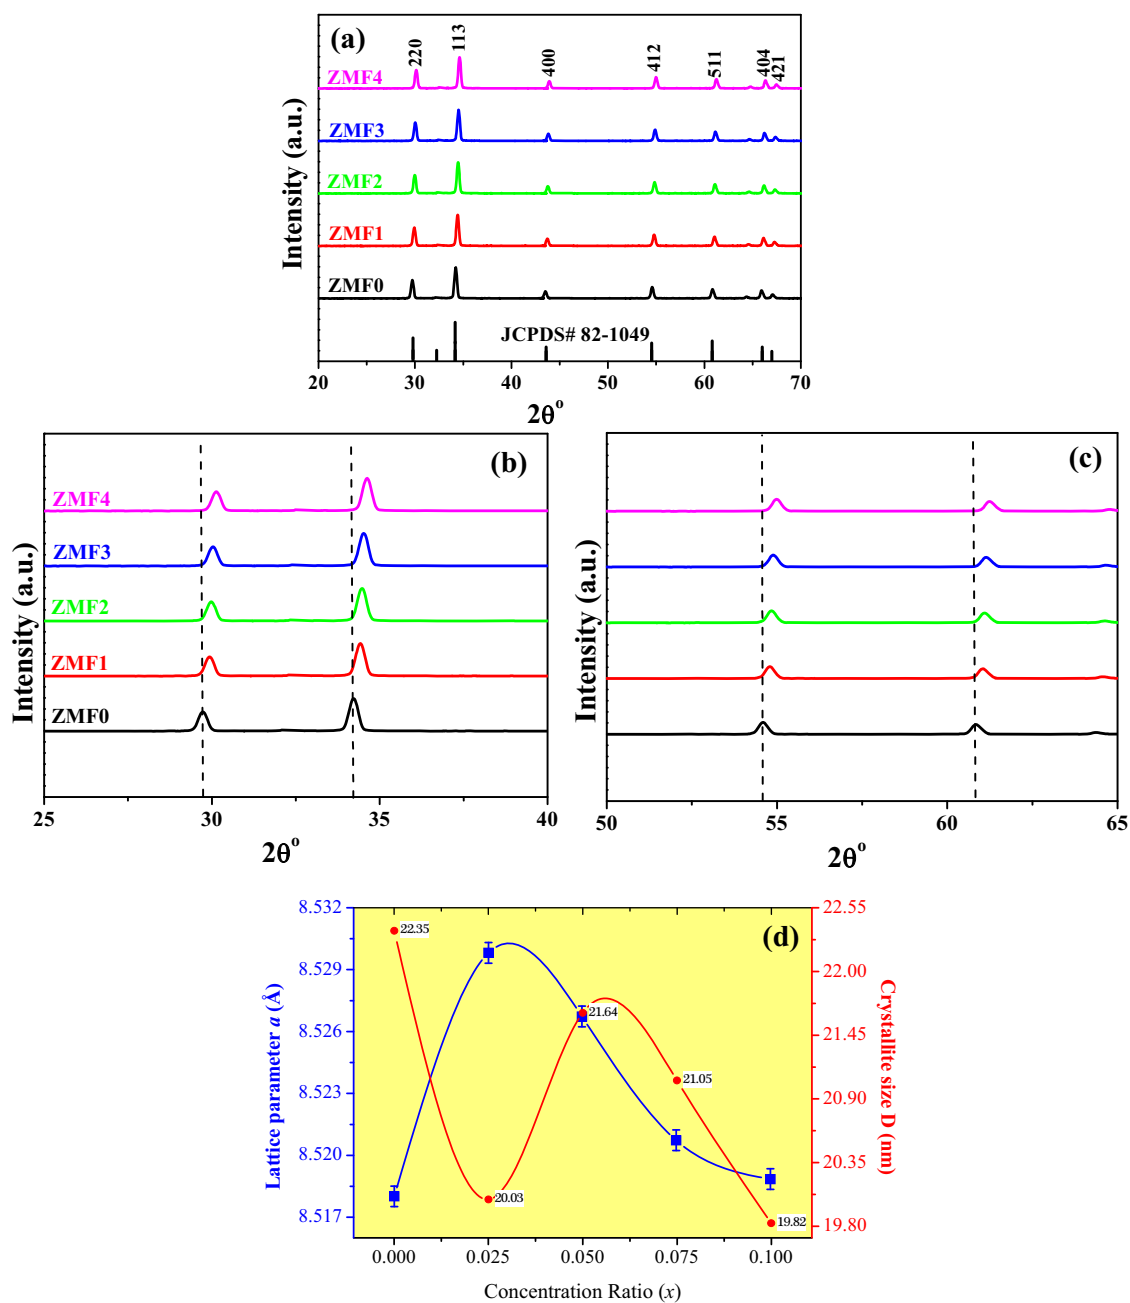 (a)
220
113
400
412
511
404
421
ZMF4
ZMF3
ZMF2
ZMF1
ZMF0
JCPDS# 82-1049
Intensity (a.u.)
20 30 40 50 60 70
2θ°
(b)
ZMF4
ZMF3
ZMF2
ZMF1
ZMF0
Intensity (a.u.)
25 30 35 40
2θ°
(c)
Intensity (a.u.)
50 55 60 65
2θ°
(d)
Lattice parameter a (Å)
8.532
8.529
8.526
8.523
8.520
8.517
22.35
20.03
21.64
21.05
19.82
22.55
22.00
21.45
20.90
20.35
19.80
Crystallite size D (nm)
0.000 0.025 0.050 0.075 0.100
Concentration Ratio (x)